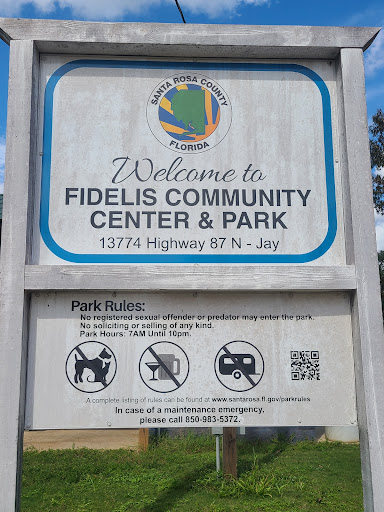 SANTA ROSA COUNTY
FLORIDA
Welcome to
FIDELIS COMMUNITY
CENTER & PARK
13774 Highway 87 N - Jay
Park Rules:
No registered sexual offender or predator may enter the park.
No soliciting or selling of any kind.
Park Hours: 7AM Until 10pm.
A complete listing of rules can be found at www.santarosa.fl.gov/parkrules
In case of a maintenance emergency,
please call 850-983-5372.